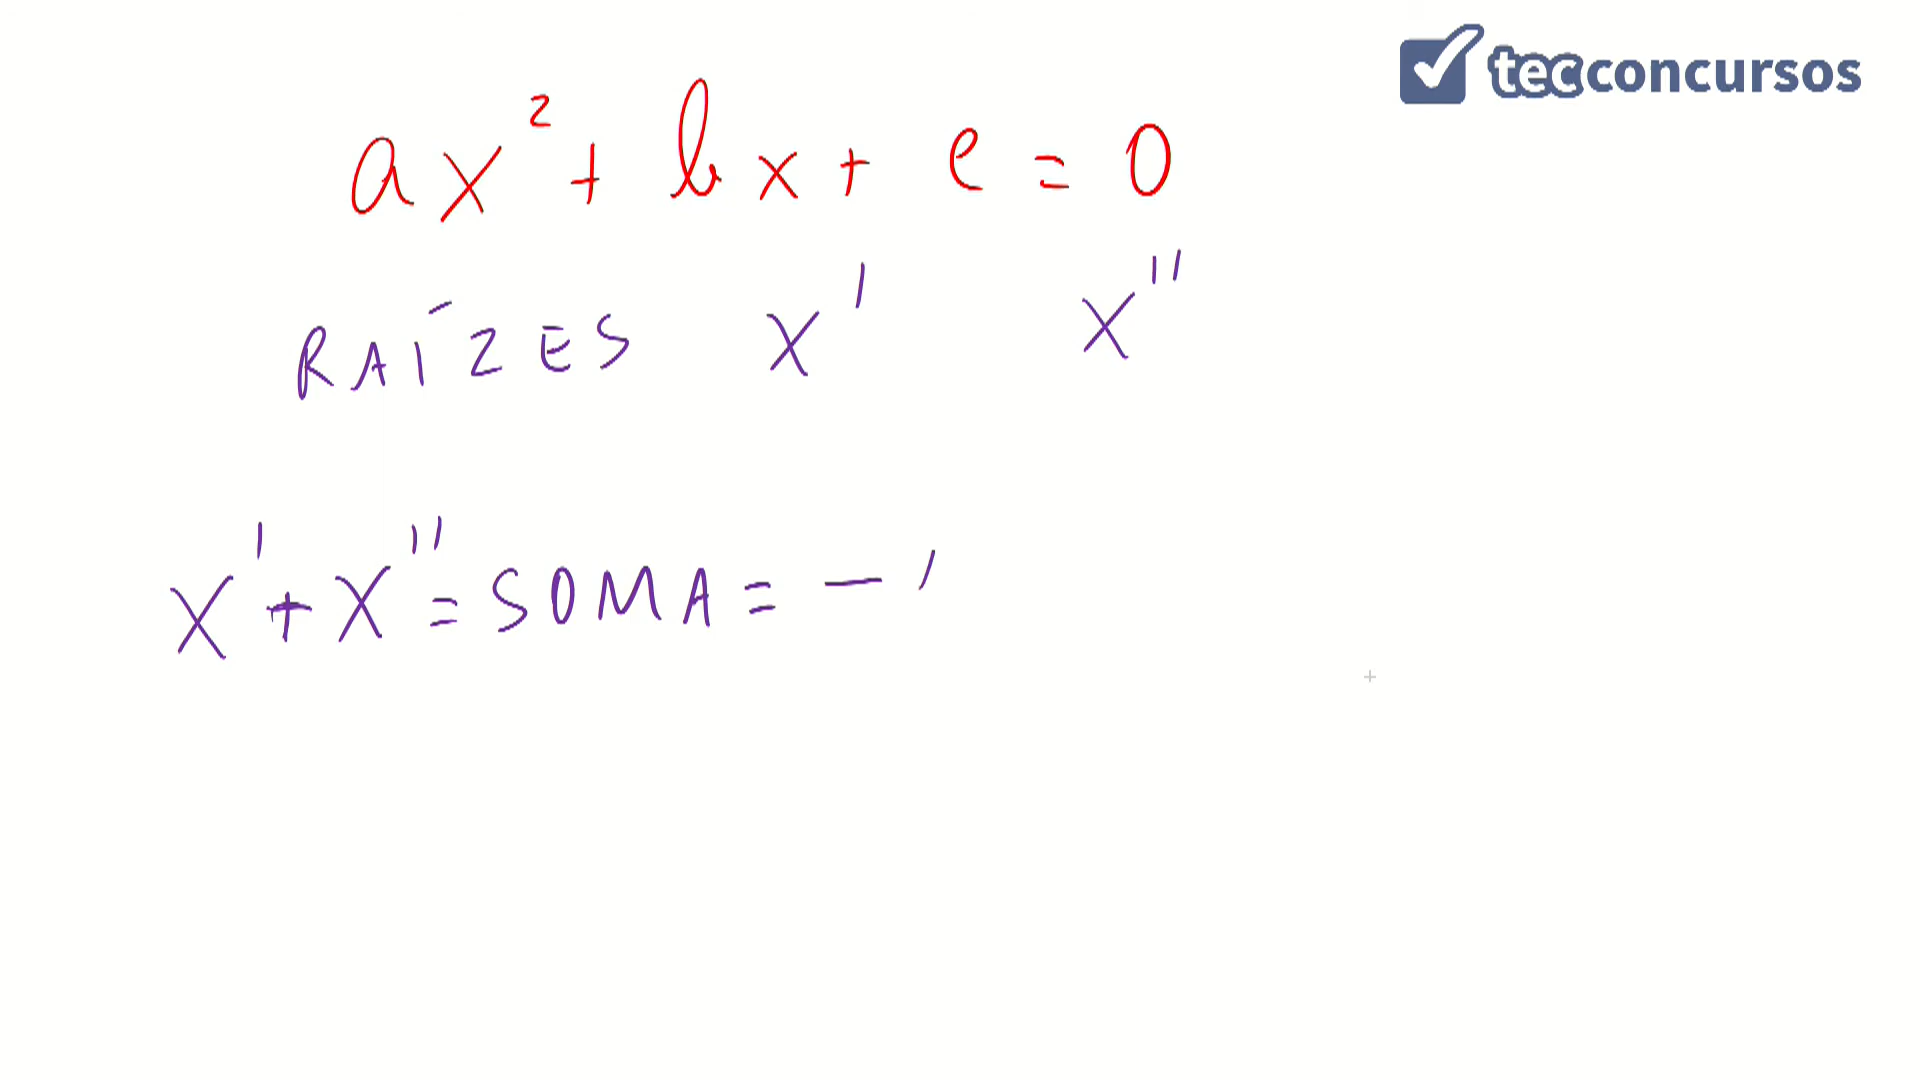 tecconcursos
ax² + bx + c = 0
RAÍZES x' x''
x' + x'' = SOMA = -